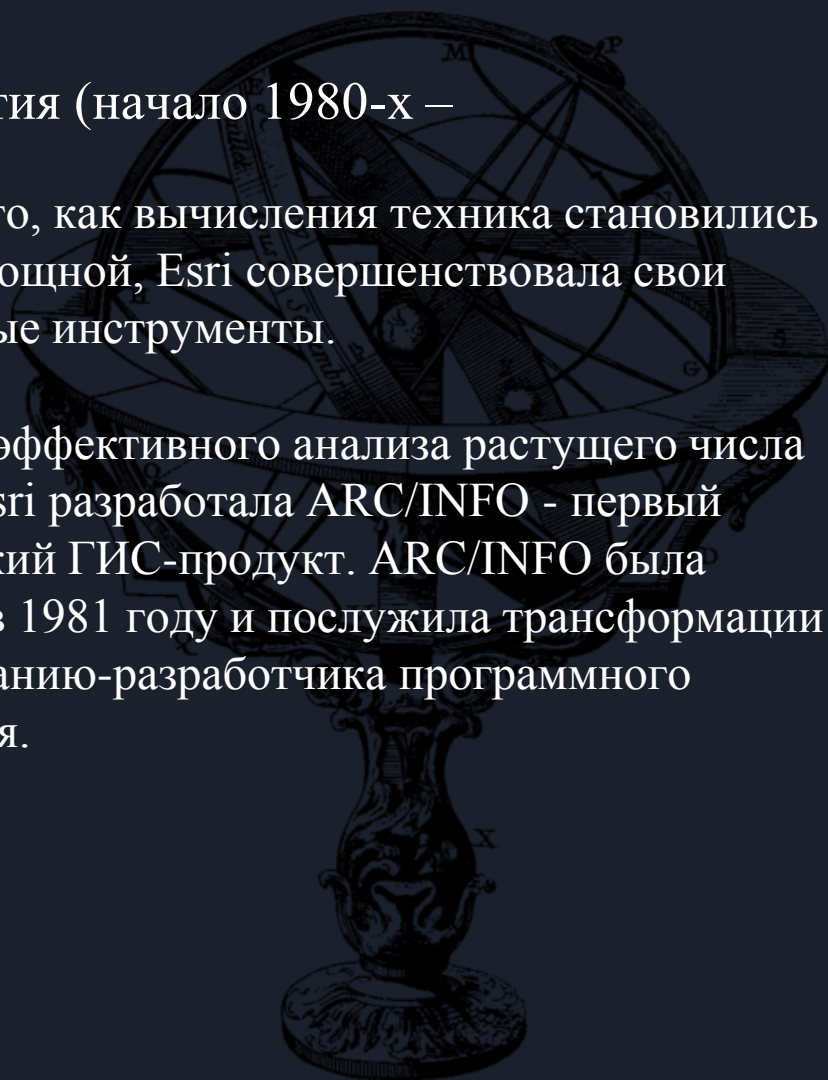 тия (начало 1980-х –
го, как вычисления техника становились
ощной, Esri совершенствовала свои
ые инструменты.
эффективного анализа растущего числа
sri разработала ARC/INFO - первый
кий ГИС-продукт. ARC/INFO была
в 1981 году и послужила трансформации
анию-разработчика программного
я.
M
P
S
G
X